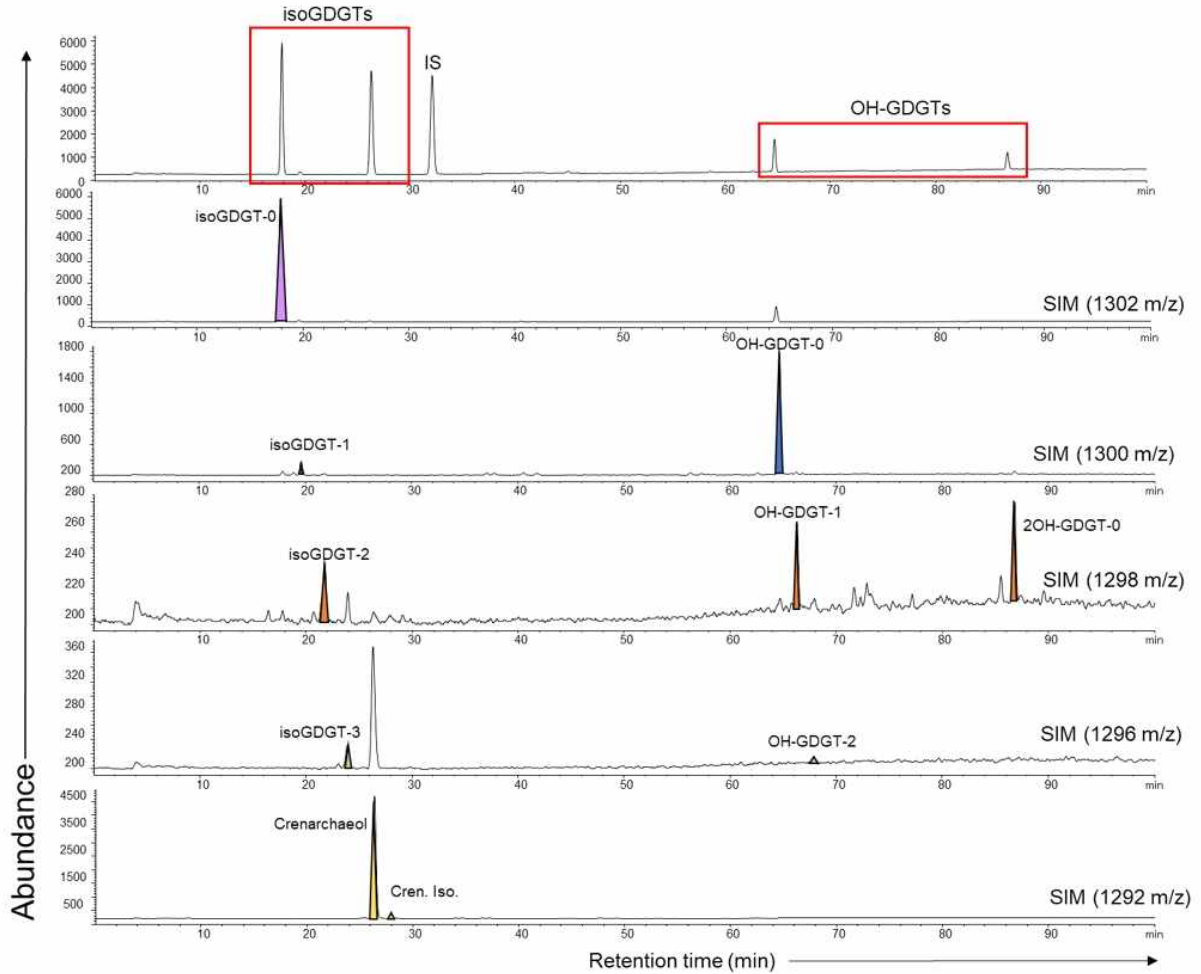 isoGDGTs
6000
5000
4000
3000
2000
1000
0
IS
OH-GDGTs
10 20 30 40 50 60 70 80 90 min
6000
5000
4000
3000
2000
1000
0
isoGDGT-0
SIM (1302 m/z)
10 20 30 40 50 60 70 80 90 min
1800
1400
1000
600
200
OH-GDGT-0
isoGDGT-1
SIM (1300 m/z)
10 20 30 40 50 60 70 80 90 min
280
260
240
220
200
isoGDGT-2
OH-GDGT-1
2OH-GDGT-0
SIM (1298 m/z)
10 20 30 40 50 60 70 80 90 min
360
320
280
240
200
isoGDGT-3
OH-GDGT-2
SIM (1296 m/z)
10 20 30 40 50 60 70 80 90 min
4500
3500
2500
1500
500
Crenarchaeol
Cren. Iso.
SIM (1292 m/z)
10 20 30 40 50 60 70 80 90 min
Abundance
Retention time (min)